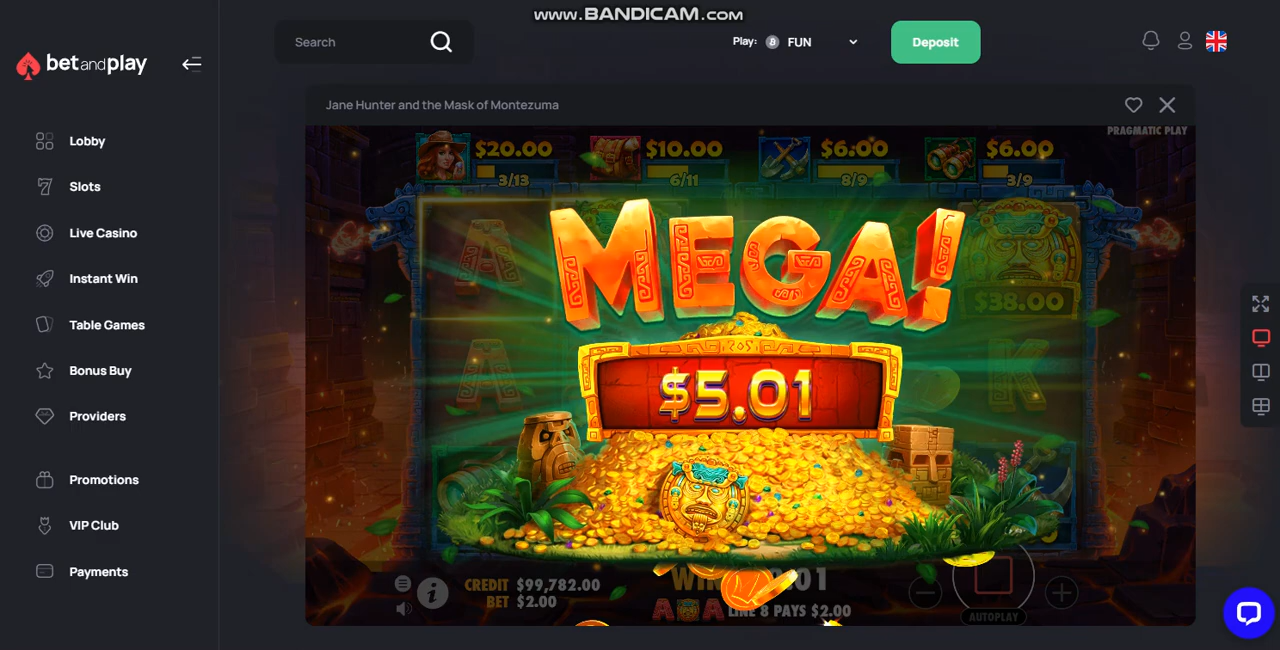 www.BANDICAM.com
betandplay
Search
Play: FUN
Deposit
Jane Hunter and the Mask of Montezuma
PRAGMATIC PLAY
Lobby
Slots
Live Casino
Instant Win
Table Games
Bonus Buy
Providers
Promotions
VIP Club
Payments
$20.00 $10.00 $6.00 $6.00
3/13 6/11 8/9 3/9
A
MEGA!
$38.00
$5.01
A K
CREDIT $99,782.00
BET $2.00
WIN
LINE 8 PAYS $2.00
AUTOPLAY